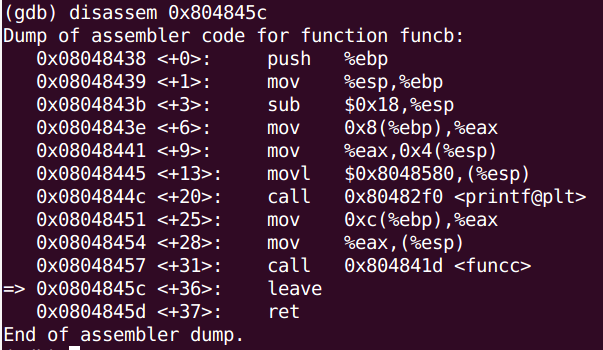 (gdb) disassem 0x804845c
Dump of assembler code for function funcb:
   0x08048438 <+0>:     push   %ebp
   0x08048439 <+1>:     mov    %esp,%ebp
   0x0804843b <+3>:     sub    $0x18,%esp
   0x0804843e <+6>:     mov    0x8(%ebp),%eax
   0x08048441 <+9>:     mov    %eax,0x4(%esp)
   0x08048445 <+13>:    movl   $0x8048580,(%esp)
   0x0804844c <+20>:    call   0x80482f0 <printf@plt>
   0x08048451 <+25>:    mov    0xc(%ebp),%eax
   0x08048454 <+28>:    mov    %eax,(%esp)
   0x08048457 <+31>:    call   0x804841d <funcc>
=> 0x0804845c <+36>:    leave
   0x0804845d <+37>:    ret
End of assembler dump.